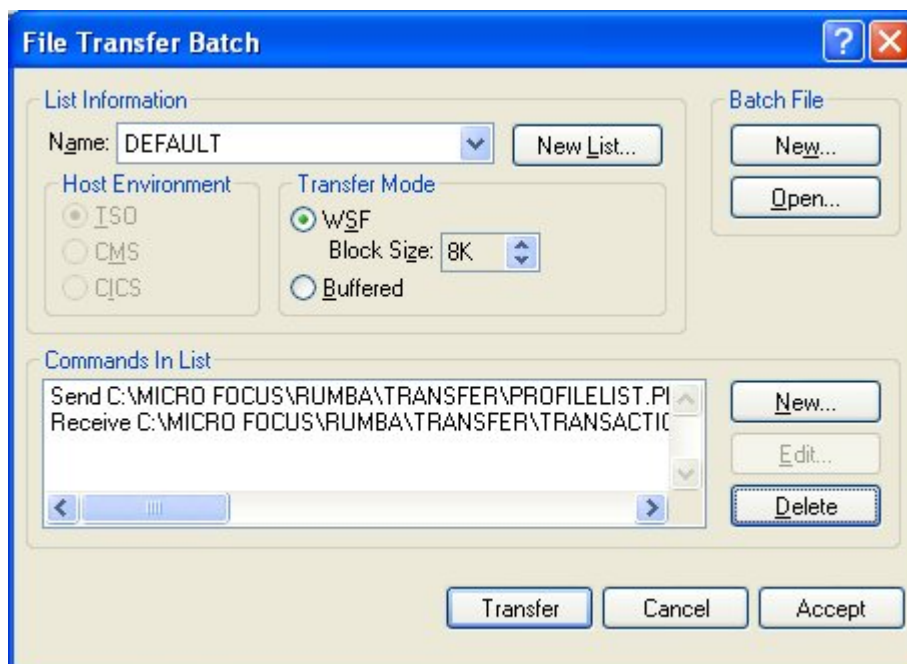 File Transfer Batch
List Information
Name: DEFAULT
New List...
Host Environment
TSO
CMS
CICS
Transfer Mode
WSF
Block Size: 8K
Buffered
Batch File
New...
Open...
Commands In List
Send C:\MICRO FOCUS\RUMBA\TRANSFER\PROFILELIST.
Receive C:\MICRO FOCUS\RUMBA\TRANSFER\TRANSACTIO
New...
Edit...
Delete
Transfer
Cancel
Accept